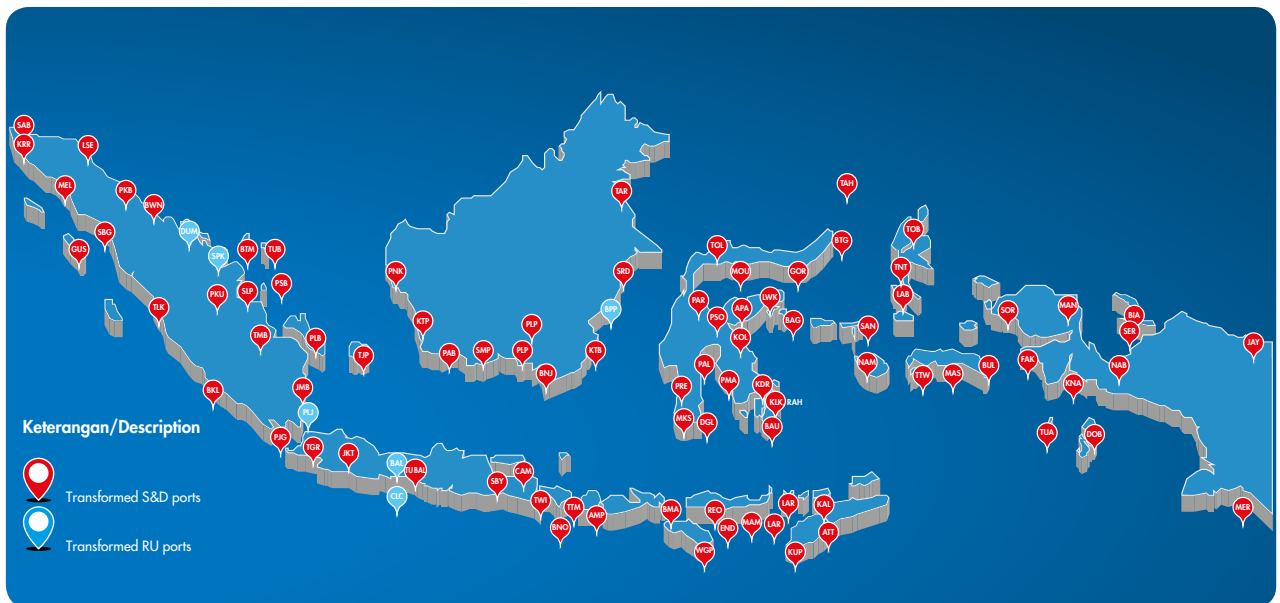 SAB
KRR
LSE
MEL
PKB
BWN
SBG
GUS
DUM
SPK
BTM
TUB
PSB
PKU
SLP
TLK
TMB
PLB
TJP
BKL
JMB
PLJ
PJG
TGR
JKT
BAL
TUBAL
CLC
SBY
CAM
TWI
TTM
BNO
AMP
PNK
KTP
PAB
SMP
PLP
PLP
BNJ
KTB
BPP
SRD
TAR
TAH
BTG
TOL
MOU
GOR
PAR
PSO
APA
LWK
BAG
KOL
PAL
PRE
PMA
KDR
KLK RAH
MKS
DGL
BAU
BMA
REO
END
MAM
LAR
LAR
KAL
ATT
WGP
KUP
TOB
TNT
LAB
SAN
NAM
TTW
MAS
BUL
SOR
MAN
BIA
SER
FAK
KNA
NAB
JAY
TUA
DOB
MER
Keterangan/Description
Transformed S&D ports
Transformed RU ports